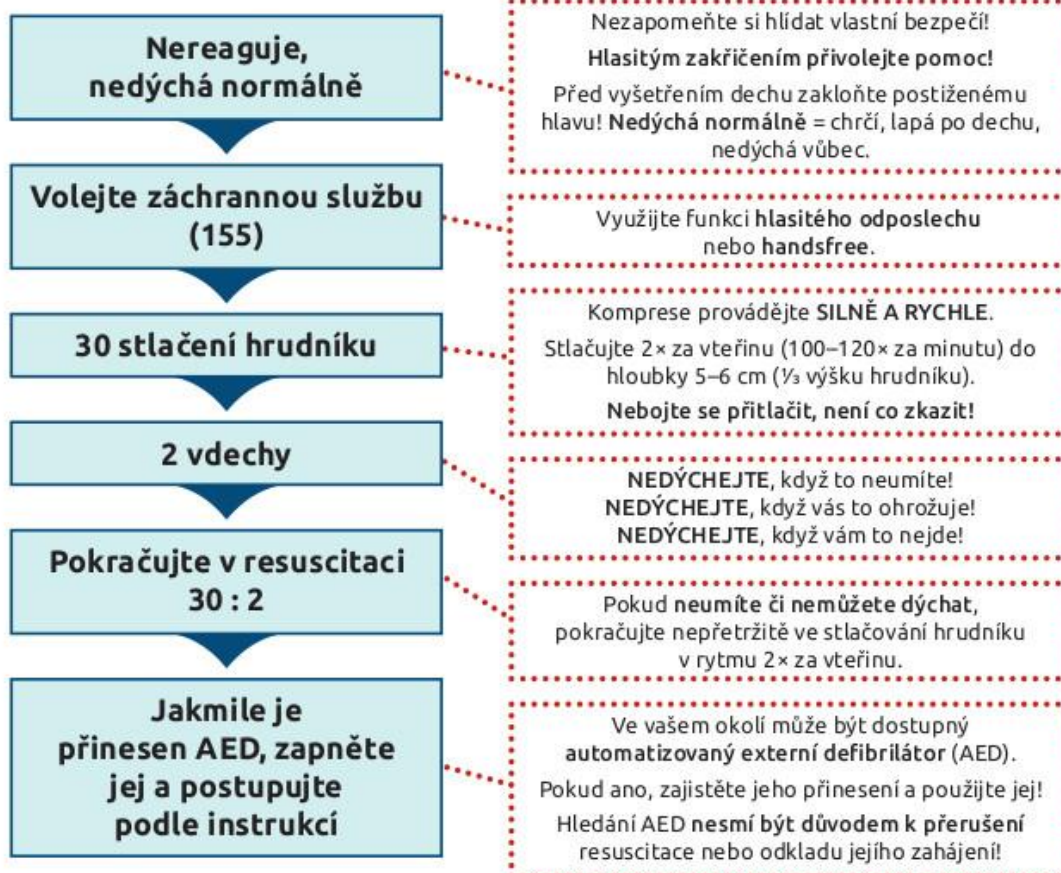 Nereaguje,
nedýchá normálně
Nezapomeňte si hlídat vlastní bezpečí!
Hlasitým zakřičením přivolejte pomoc!
Před vyšetřením dechu zakloňte postiženému
hlavu! Nedýchá normálně = chrčí, lapá po dechu,
nedýchá vůbec.
Volejte záchrannou službu
(155)
Využijte funkci hlasitého odposlechu
nebo handsfree.
30 stlačení hrudníku
Komprese provádějte SILNĚ A RYCHLE.
Stlačujte 2× za vteřinu (100–120× za minutu) do
hloubky 5–6 cm (⅓ výšku hrudníku).
Nebojte se přitlačit, není co zkazit!
2 vdechy
NEDÝCHEJTE, když to neumíte!
NEDÝCHEJTE, když vás to ohrožuje!
NEDÝCHEJTE, když vám to nejde!
Pokračujte v resuscitaci
30 : 2
Pokud neumíte či nemůžete dýchat,
pokračujte nepřetržitě ve stlačování hrudníku
v rytmu 2× za vteřinu.
Jakmile je
přinesen AED, zapněte
jej a postupujte
podle instrukcí
Ve vašem okolí může být dostupný
automatizovaný externí defibrilátor (AED).
Pokud ano, zajistěte jeho přinesení a použijte jej!
Hledání AED nesmí být důvodem k přerušení
resuscitace nebo odkladu jejího zahájení!